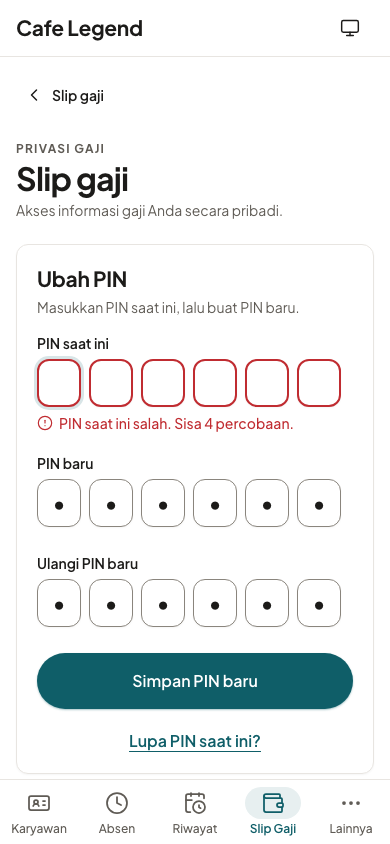 Cafe Legend
Slip gaji
PRIVASI GAJI
Slip gaji
Akses informasi gaji Anda secara pribadi.
Ubah PIN
Masukkan PIN saat ini, lalu buat PIN baru.
PIN saat ini
PIN saat ini salah. Sisa 4 percobaan.
PIN baru
Ulangi PIN baru
Simpan PIN baru
Lupa PIN saat ini?
Karyawan Absen Riwayat Slip Gaji Lainnya